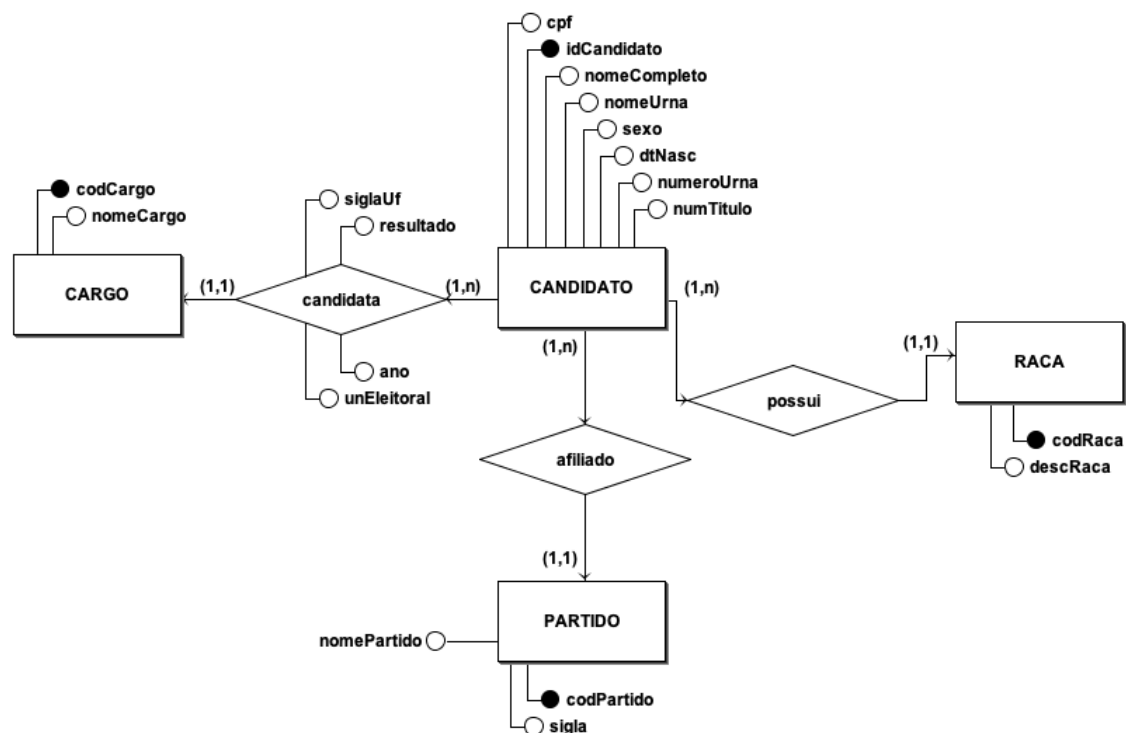 cpf
idCandidato
nomeCompleto
nomeUrna
sexo
dtNasc
numeroUrna
numTitulo
codCargo
nomeCargo
siglaUf
resultado
CARGO
(1,1)
candidata
(1,n)
CANDIDATO
(1,n)
ano
unEleitoral
(1,n)
possui
(1,1)
RACA
codRaca
descRaca
afiliado
(1,1)
PARTIDO
nomePartido
codPartido
sigla